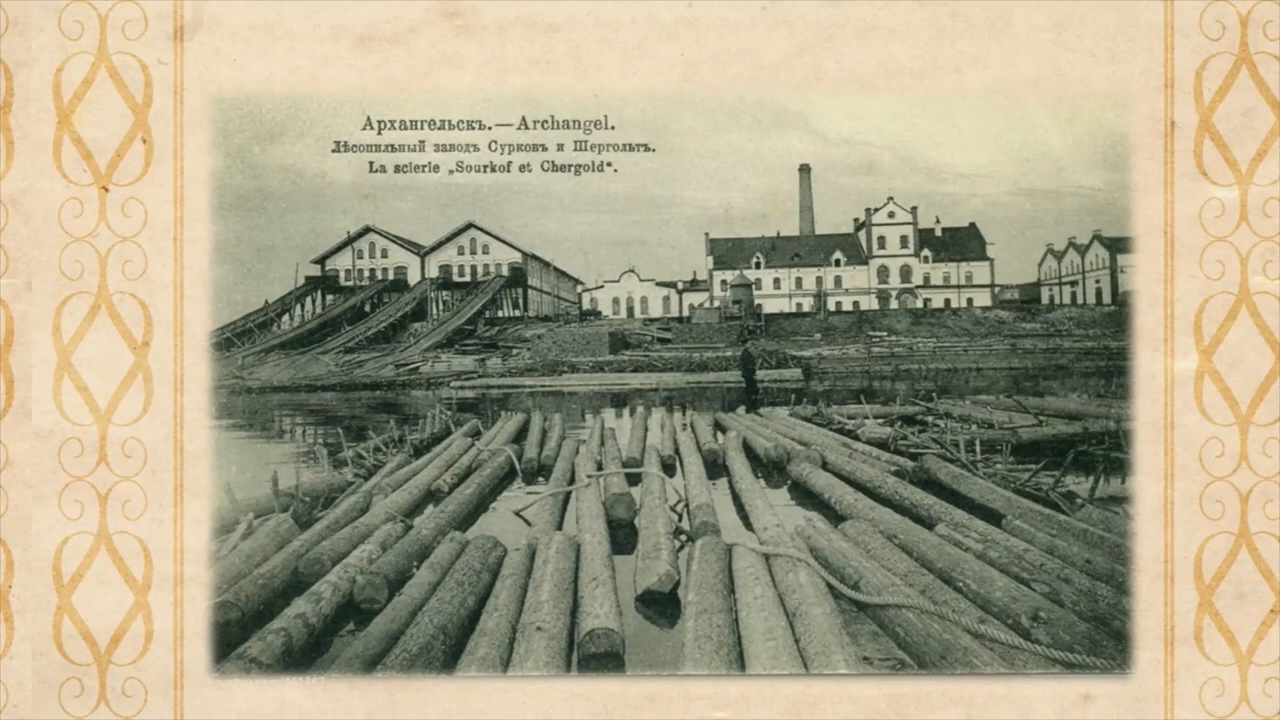 Архангельскъ.—Archangel.
Лѣсопильный заводъ Сурковъ и Шергольтъ.
La scierie „Sourkof et Chergold“.